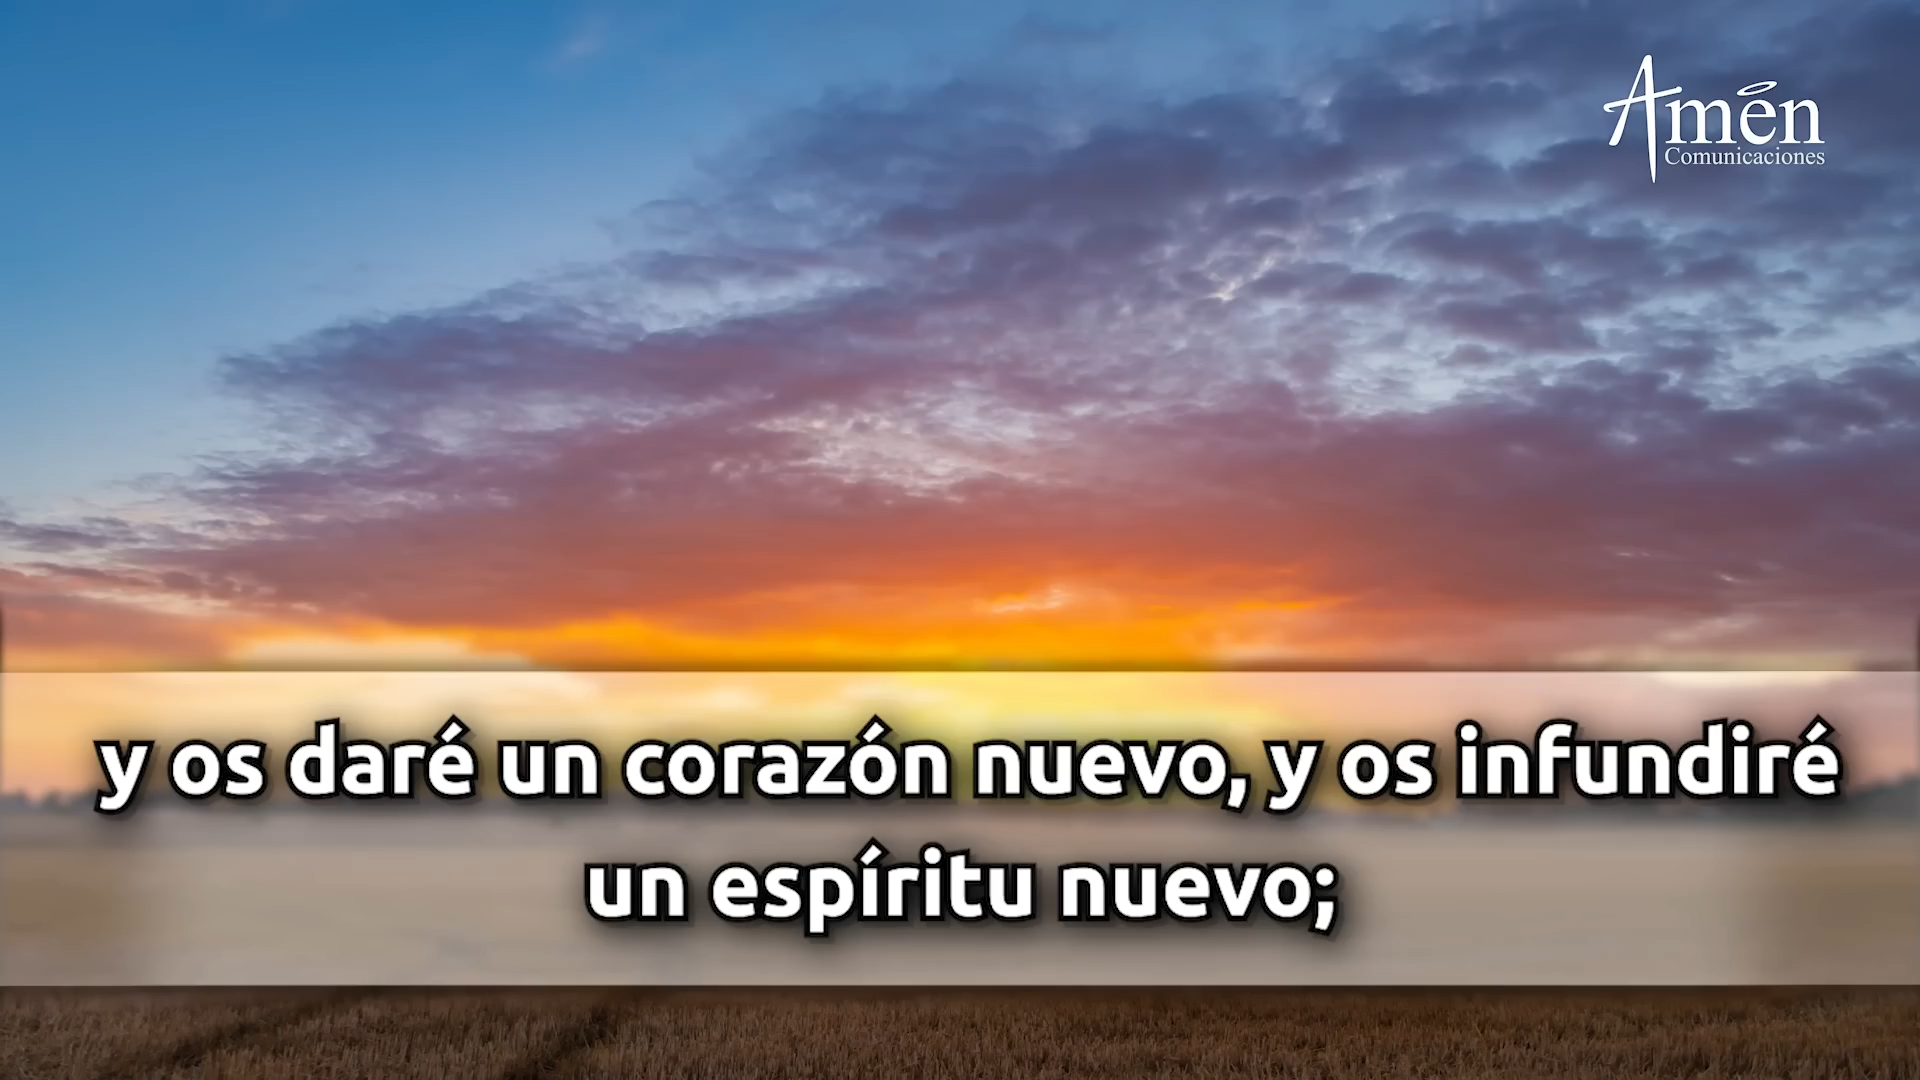 Amén
Comunicaciones
y os daré un corazón nuevo, y os infundiré
un espíritu nuevo;